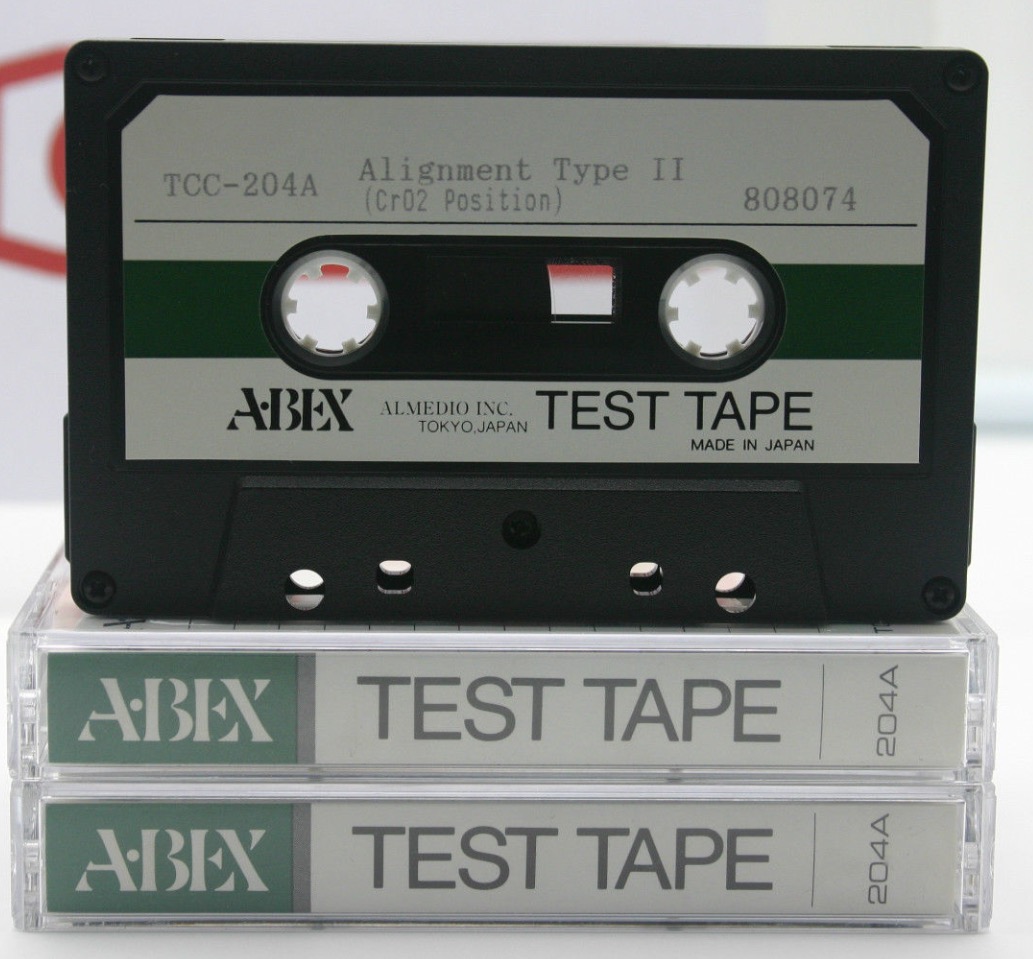 TCC-204A
Alignment Type II
(CrO2 Position)
808074
A·BEX
ALMEDIO INC.
TOKYO,JAPAN
TEST TAPE
MADE IN JAPAN
A·BEX TEST TAPE 204A
A·BEX TEST TAPE 204A